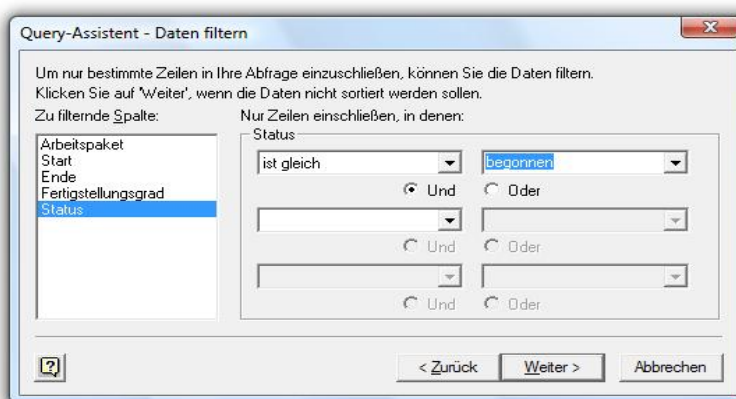 Query-Assistent - Daten filtern
Um nur bestimmte Zeilen in Ihre Abfrage einzuschließen, können Sie die Daten filtern.
Klicken Sie auf 'Weiter', wenn die Daten nicht sortiert werden sollen.
Zu filternde Spalte: Nur Zeilen einschließen, in denen:
Arbeitspaket
Start
Ende
Fertigstellungsgrad
Status
Status
ist gleich begonnen
Und Oder
Und Oder
Und Oder
? < Zurück Weiter > Abbrechen